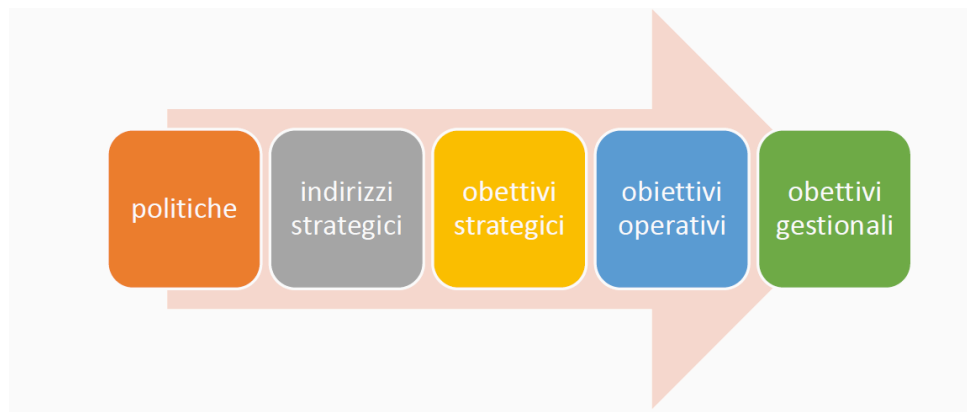 politiche
indirizzi
strategici
obettivi
strategici
obiettivi
operativi
obettivi
gestionali